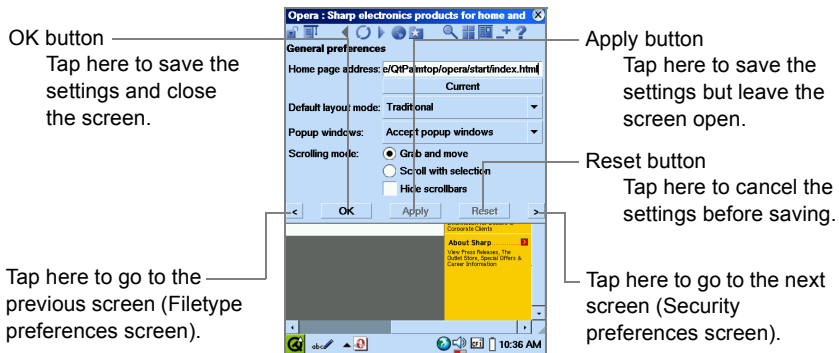 OK button
Tap here to save the
settings and close
the screen.
Tap here to go to the
previous screen (Filetype
preferences screen).
Opera : Sharp electronics products for home and
General preferences
Home page address: e/QtPalmtop/opera/start/index.html
Current
Default layout mode: Traditional
Popup windows: Accept popup windows
Scrolling mode: Grab and move
Scroll with selection
Hide scrollbars
< OK Apply Reset >
Corporate Clients
About Sharp
View Press Releases, The
Outlet Store, Special Offers &
Career Information
abc 10:36 AM
Apply button
Tap here to save the
settings but leave the
screen open.
Reset button
Tap here to cancel the
settings before saving.
Tap here to go to the next
screen (Security
preferences screen).